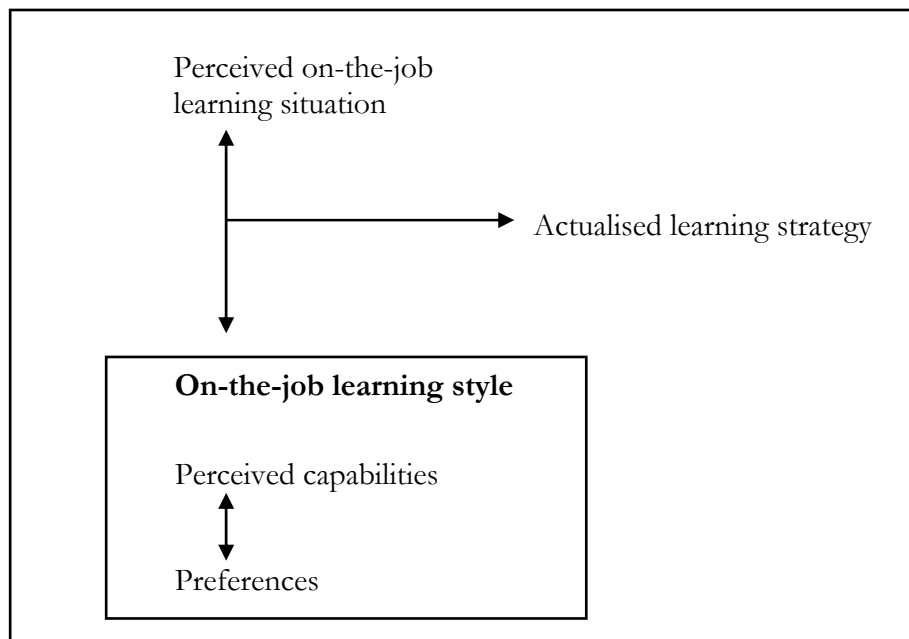 Perceived on-the-job
learning situation
Actualised learning strategy
On-the-job learning style
Perceived capabilities
Preferences